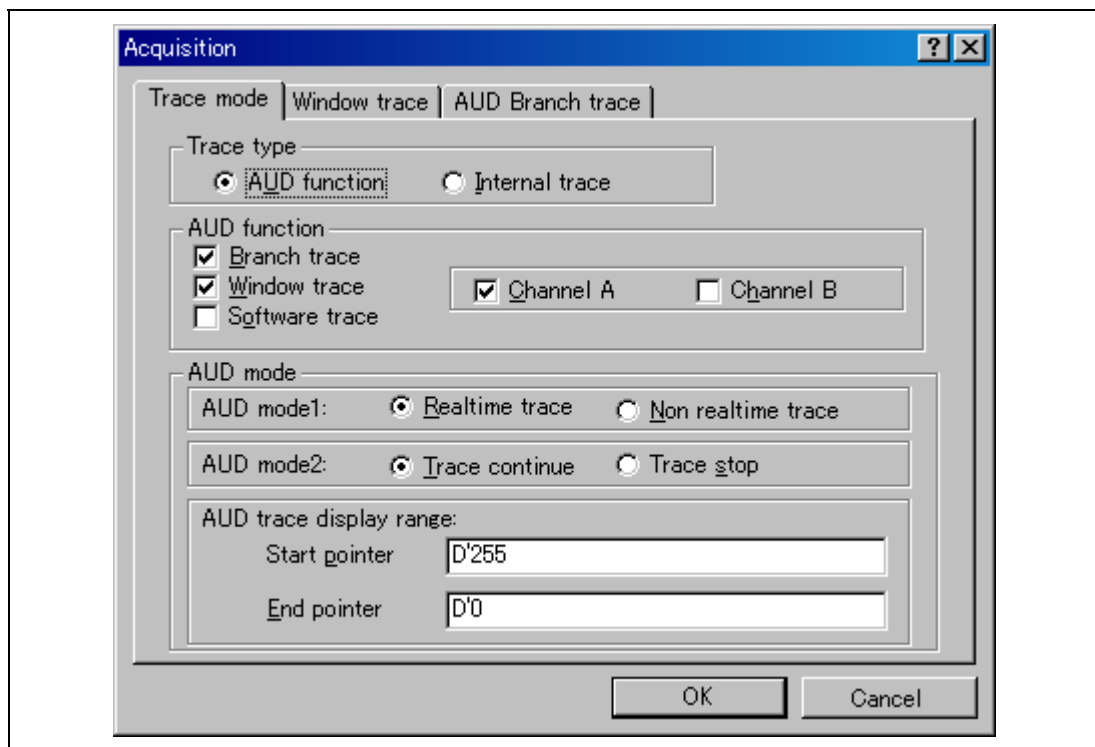 Acquisition
Trace mode Window trace AUD Branch trace
Trace type
AUD function Internal trace
AUD function
Branch trace
Window trace
Software trace
Channel A Channel B
AUD mode
AUD mode1: Realtime trace Non realtime trace
AUD mode2: Trace continue Trace stop
AUD trace display range:
Start pointer D'255
End pointer D'0
OK Cancel